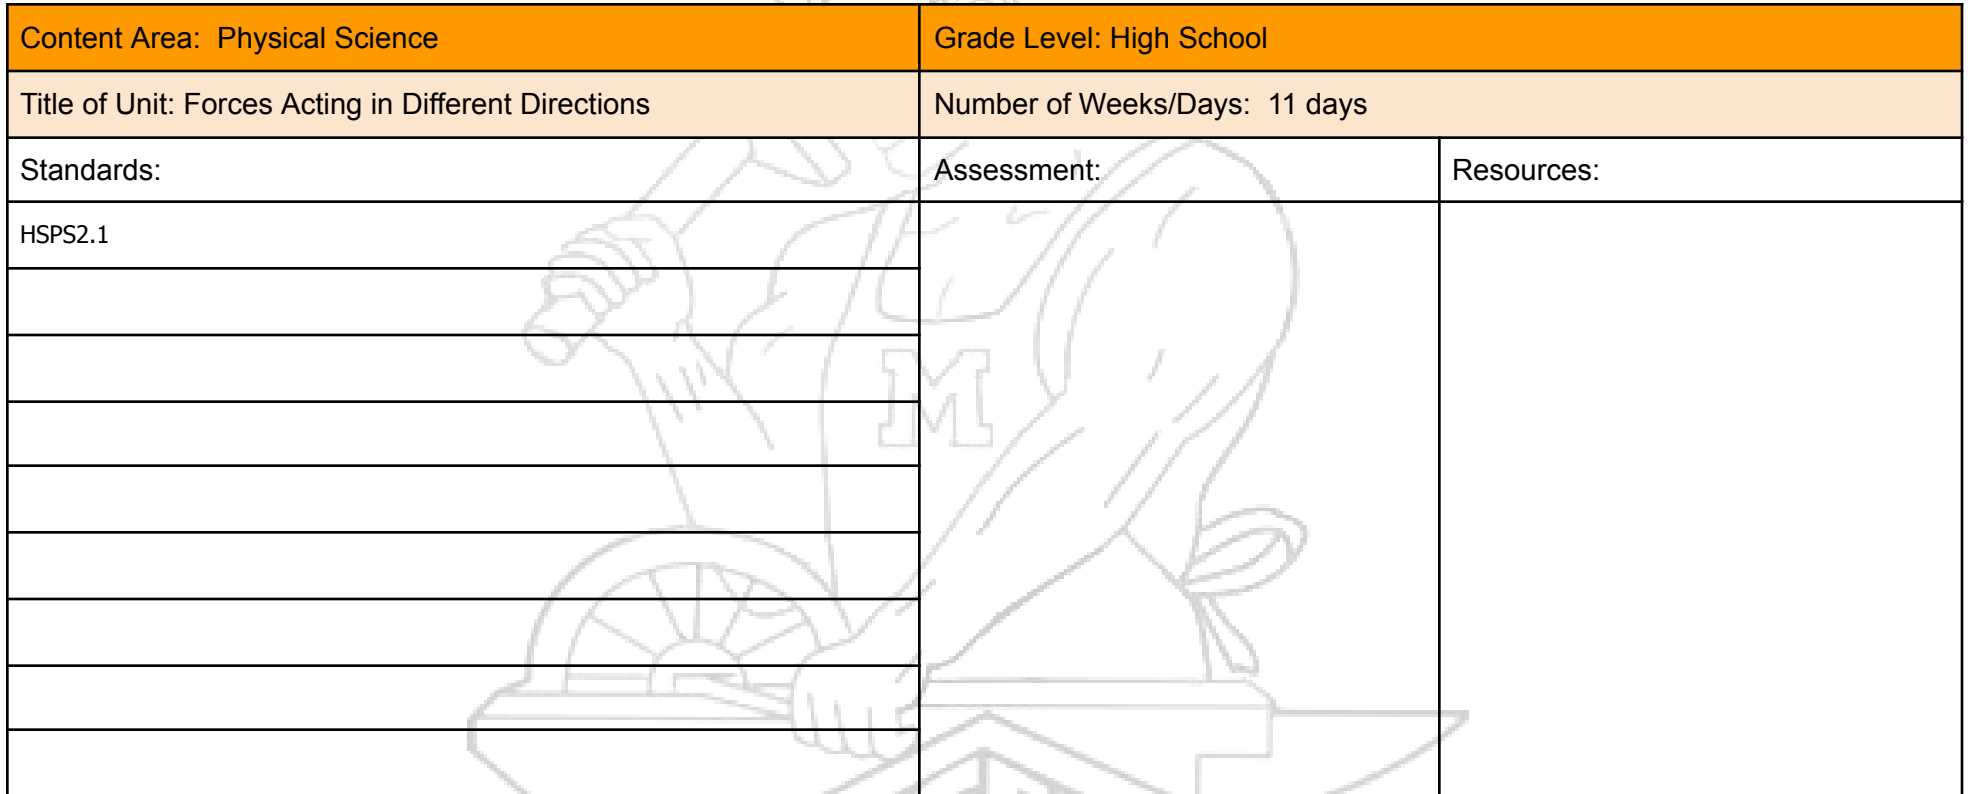 Content Area: Physical Science
Grade Level: High School
Title of Unit: Forces Acting in Different Directions
Number of Weeks/Days: 11 days
Standards:
Assessment:
Resources:
HSPS2.1
M